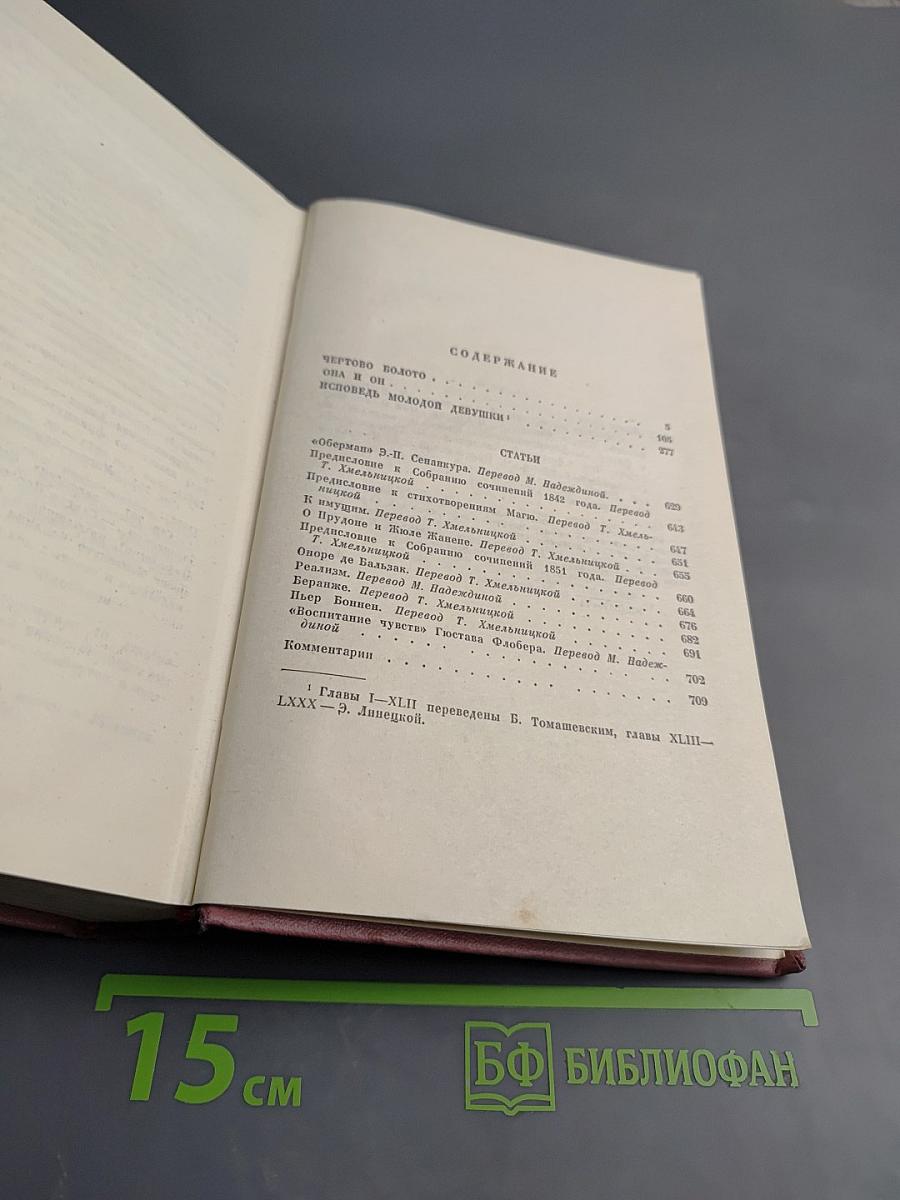 СОДЕРЖАНИЕ
ЧЕРТОВО БОЛОТО . . . . . . . . . . . . 5
ОНА И ОН . . . . . . . . . . . . . . 105
ИСПОВЕДЬ МОЛОДОЙ ДЕВУШКИ¹ . . . . . . . . . 277
СТАТЬИ
«Оберман» Э.-П. Сенанкура. Перевод М. Надеждиной. . . . 629
Предисловие к Собранию сочинений 1842 года. Перевод
Т. Хмельницкой . . . . . . . . . . . . 643
Предисловие к стихотворениям Магю. Перевод Т. Хмель-
ницкой . . . . . . . . . . . . . . 647
К имущим. Перевод Т. Хмельницкой . . . . . . . 651
О Прудоне и Жюле Жанене. Перевод Т. Хмельницкой . . . 655
Предисловие к Собранию сочинений 1851 года. Перевод
Т. Хмельницкой . . . . . . . . . . . . 660
Оноре де Бальзак. Перевод Т. Хмельницкой . . . . . 664
Реализм. Перевод М. Надеждиной . . . . . . . . 676
Беранже. Перевод Т. Хмельницкой . . . . . . . . 682
Пьер Боннен. Перевод Т. Хмельницкой . . . . . . . 691
«Воспитание чувств» Гюстава Флобера. Перевод М. Надеж-
диной . . . . . . . . . . . . . . 702
Комментарии . . . . . . . . . . . . . 709
¹ Главы I—XLII переведены Б. Томашевским, главы XLIII—
LXXX — Э. Линецкой.
15 см
БФ БИБЛИОФАН